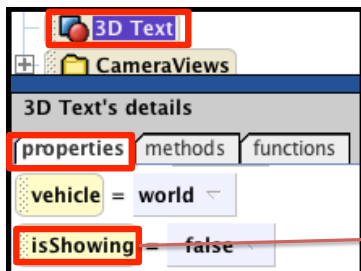 3D Text
CameraViews
3D Text's details
properties methods functions
vehicle = world
isShowing = false